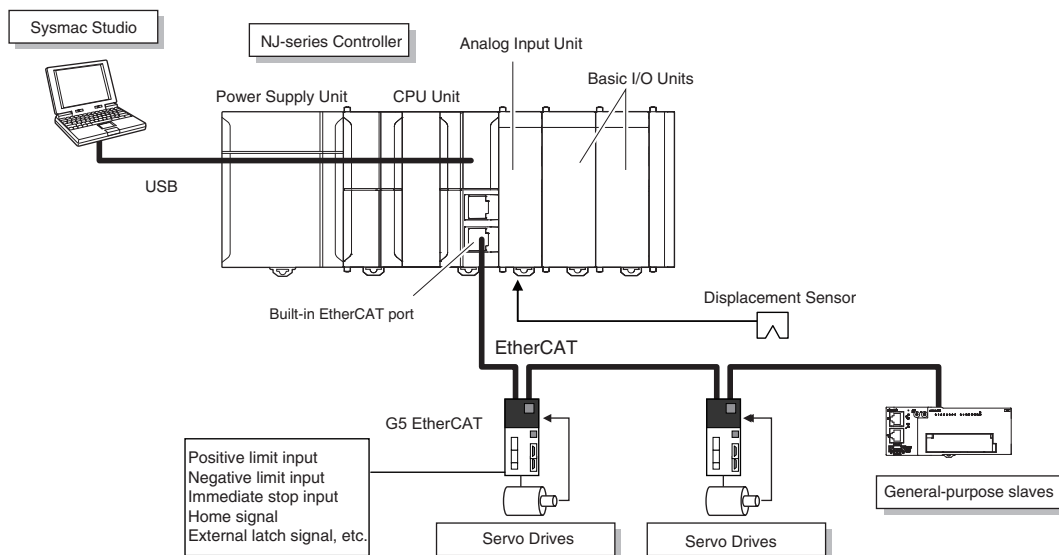 Sysmac Studio
NJ-series Controller
Analog Input Unit
Basic I/O Units
Power Supply Unit
CPU Unit
USB
Built-in EtherCAT port
Displacement Sensor
EtherCAT
G5 EtherCAT
Positive limit input
Negative limit input
Immediate stop input
Home signal
External latch signal, etc.
Servo Drives
Servo Drives
General-purpose slaves